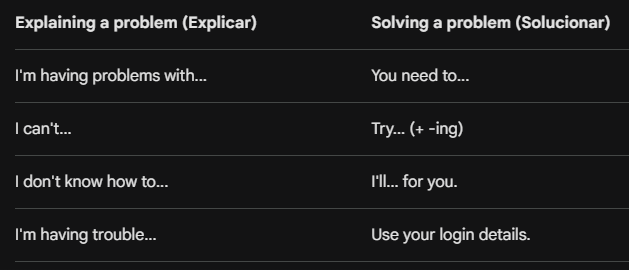 Explaining a problem (Explicar) Solving a problem (Solucionar)
I'm having problems with... You need to...
I can't... Try... (+ -ing)
I don't know how to... I'll... for you.
I'm having trouble... Use your login details.